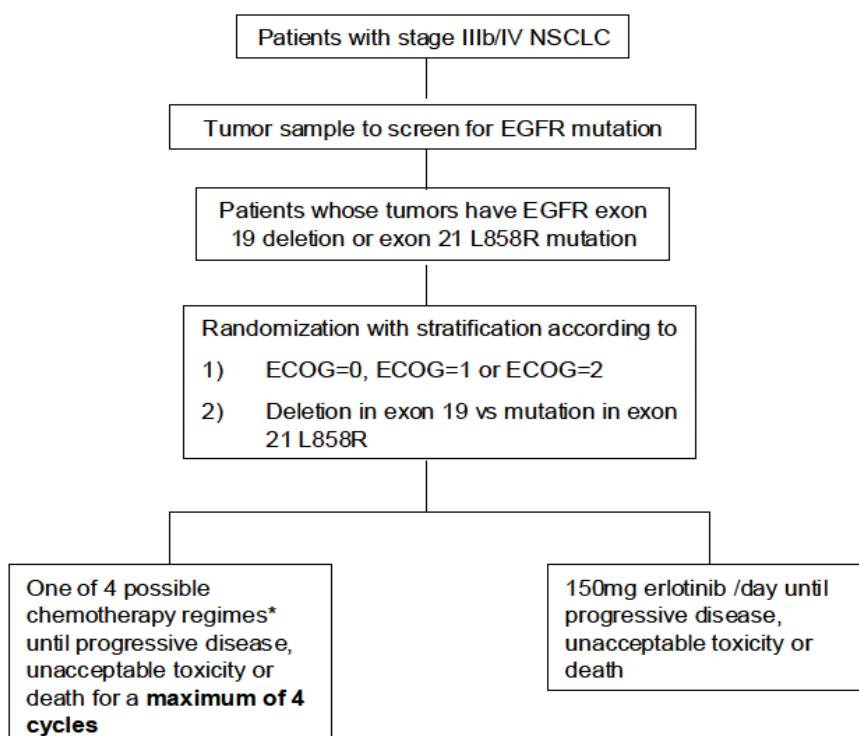 Patients with stage IIIb/IV NSCLC
Tumor sample to screen for EGFR mutation
Patients whose tumors have EGFR exon
19 deletion or exon 21 L858R mutation
Randomization with stratification according to
1) ECOG=0, ECOG=1 or ECOG=2
2) Deletion in exon 19 vs mutation in exon
21 L858R
One of 4 possible
chemotherapy regimes*
until progressive disease,
unacceptable toxicity or
death for a maximum of 4
cycles
150mg erlotinib /day until
progressive disease,
unacceptable toxicity or
death